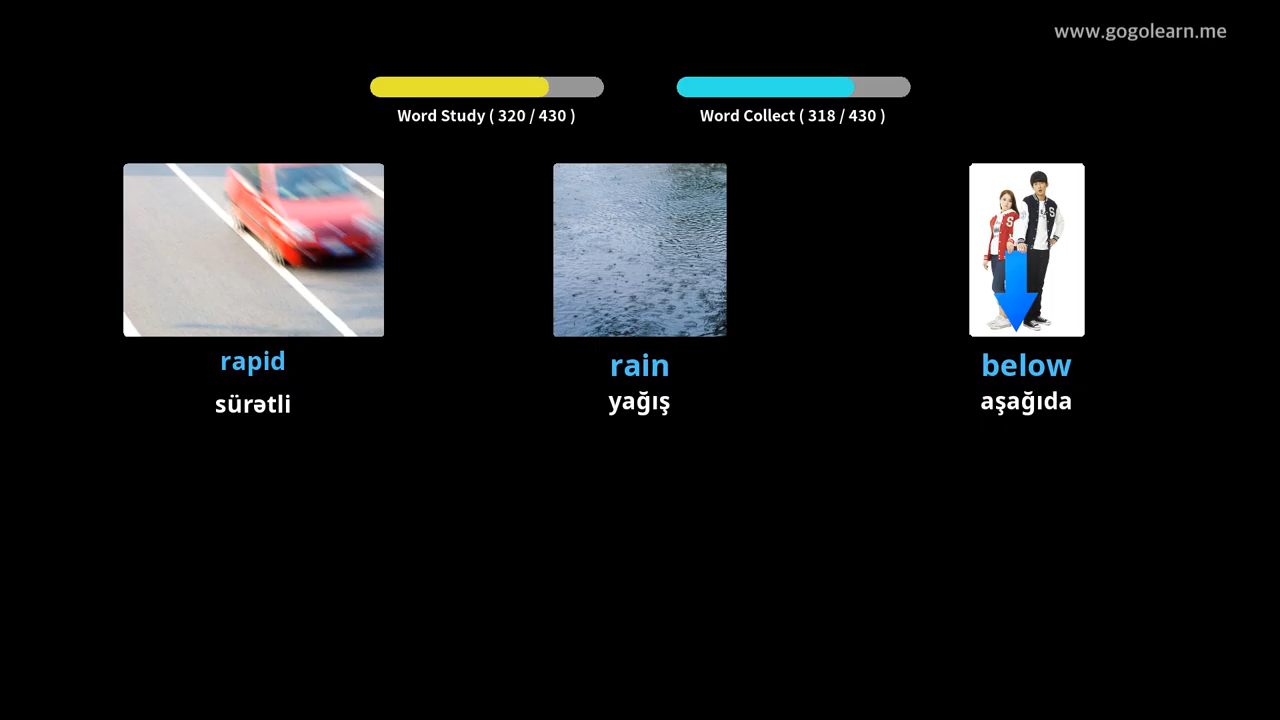 www.gogolearn.me
Word Study ( 320 / 430 )
Word Collect ( 318 / 430 )
rapid
sürətli
rain
yağış
below
aşağıda
S
S